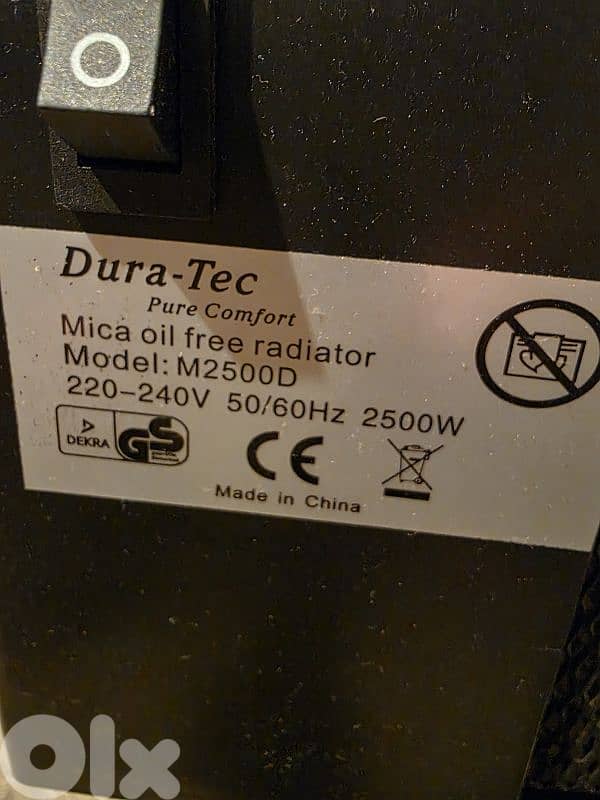 Dura-Tec
Pure Comfort
Mica oil free radiator
Model: M2500D
220-240V 50/60Hz 2500W
DEKRA
GS
CE
Made in China
Olx